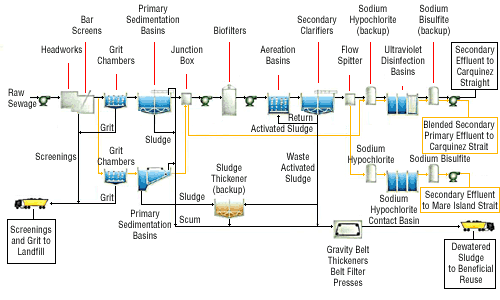 Bar
Screens
Primary
Sedimentation
Basins
Secondary
Clarifiers
Sodium
Hypochlorite
(backup)
Sodium
Bisulfite
(backup)
Headworks
Grit
Chambers
Junction
Box
Biofilters
Aereation
Basins
Flow
Spitter
Ultraviolet
Disinfection
Basins
Secondary
Effluent to
Carquinez
Straight
Raw
Sewage
Grit
Sludge
Return
Activated Sludge
Blended Secondary
Primary Effluent to
Carquinez Strait
Screenings
Grit
Chambers
Sludge
Thickener
(backup)
Waste
Activated
Sludge
Sodium
Hypochlorite
Sodium Bisulfite
Grit
Sludge
Scum
Primary
Sedimentation
Basins
Sodium
Hypochlorite
Contact Basin
Secondary Effluent
to Mare Island Strait
Screenings
and Grit to
Landfill
Gravity Belt
Thickeners
Belt Filter
Presses
Dewatered
Sludge
to Beneficial
Reuse